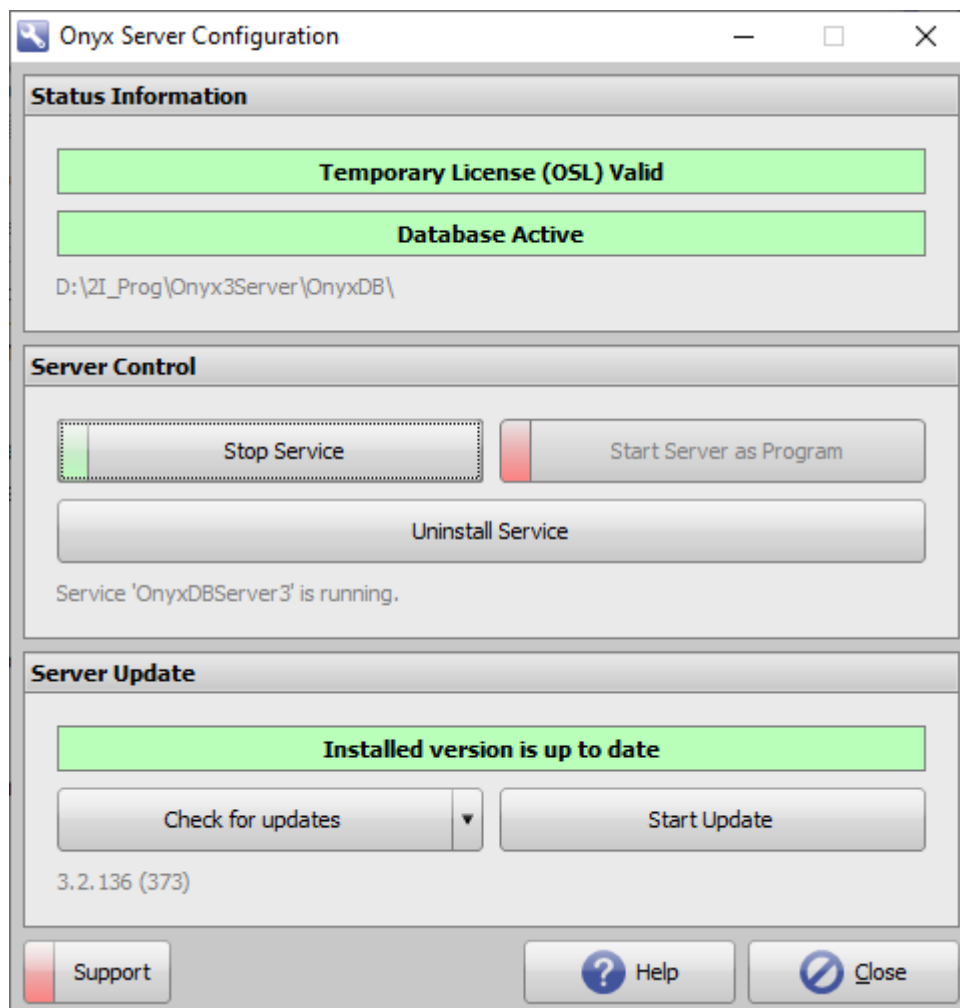 Onyx Server Configuration
Status Information
Temporary License (OSL) Valid
Database Active
D:\2I_Prog\Onyx3Server\OnyxDB\
Server Control
Stop Service
Start Server as Program
Uninstall Service
Service 'OnyxDBServer3' is running.
Server Update
Installed version is up to date
Check for updates
Start Update
3.2.136 (373)
Support
Help
Close